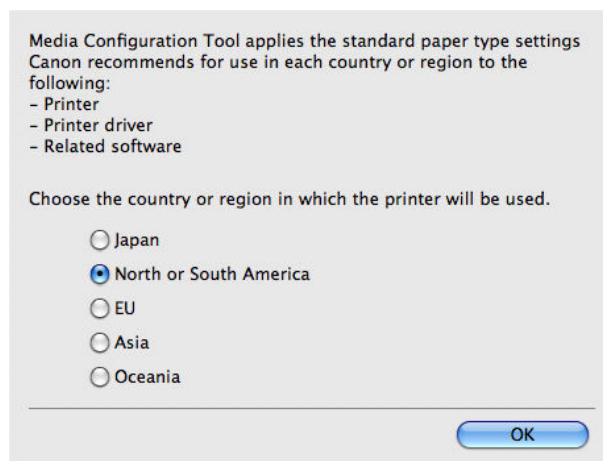 Media Configuration Tool applies the standard paper type settings
Canon recommends for use in each country or region to the
following:
– Printer
– Printer driver
– Related software
Choose the country or region in which the printer will be used.
Japan
North or South America
EU
Asia
Oceania
OK